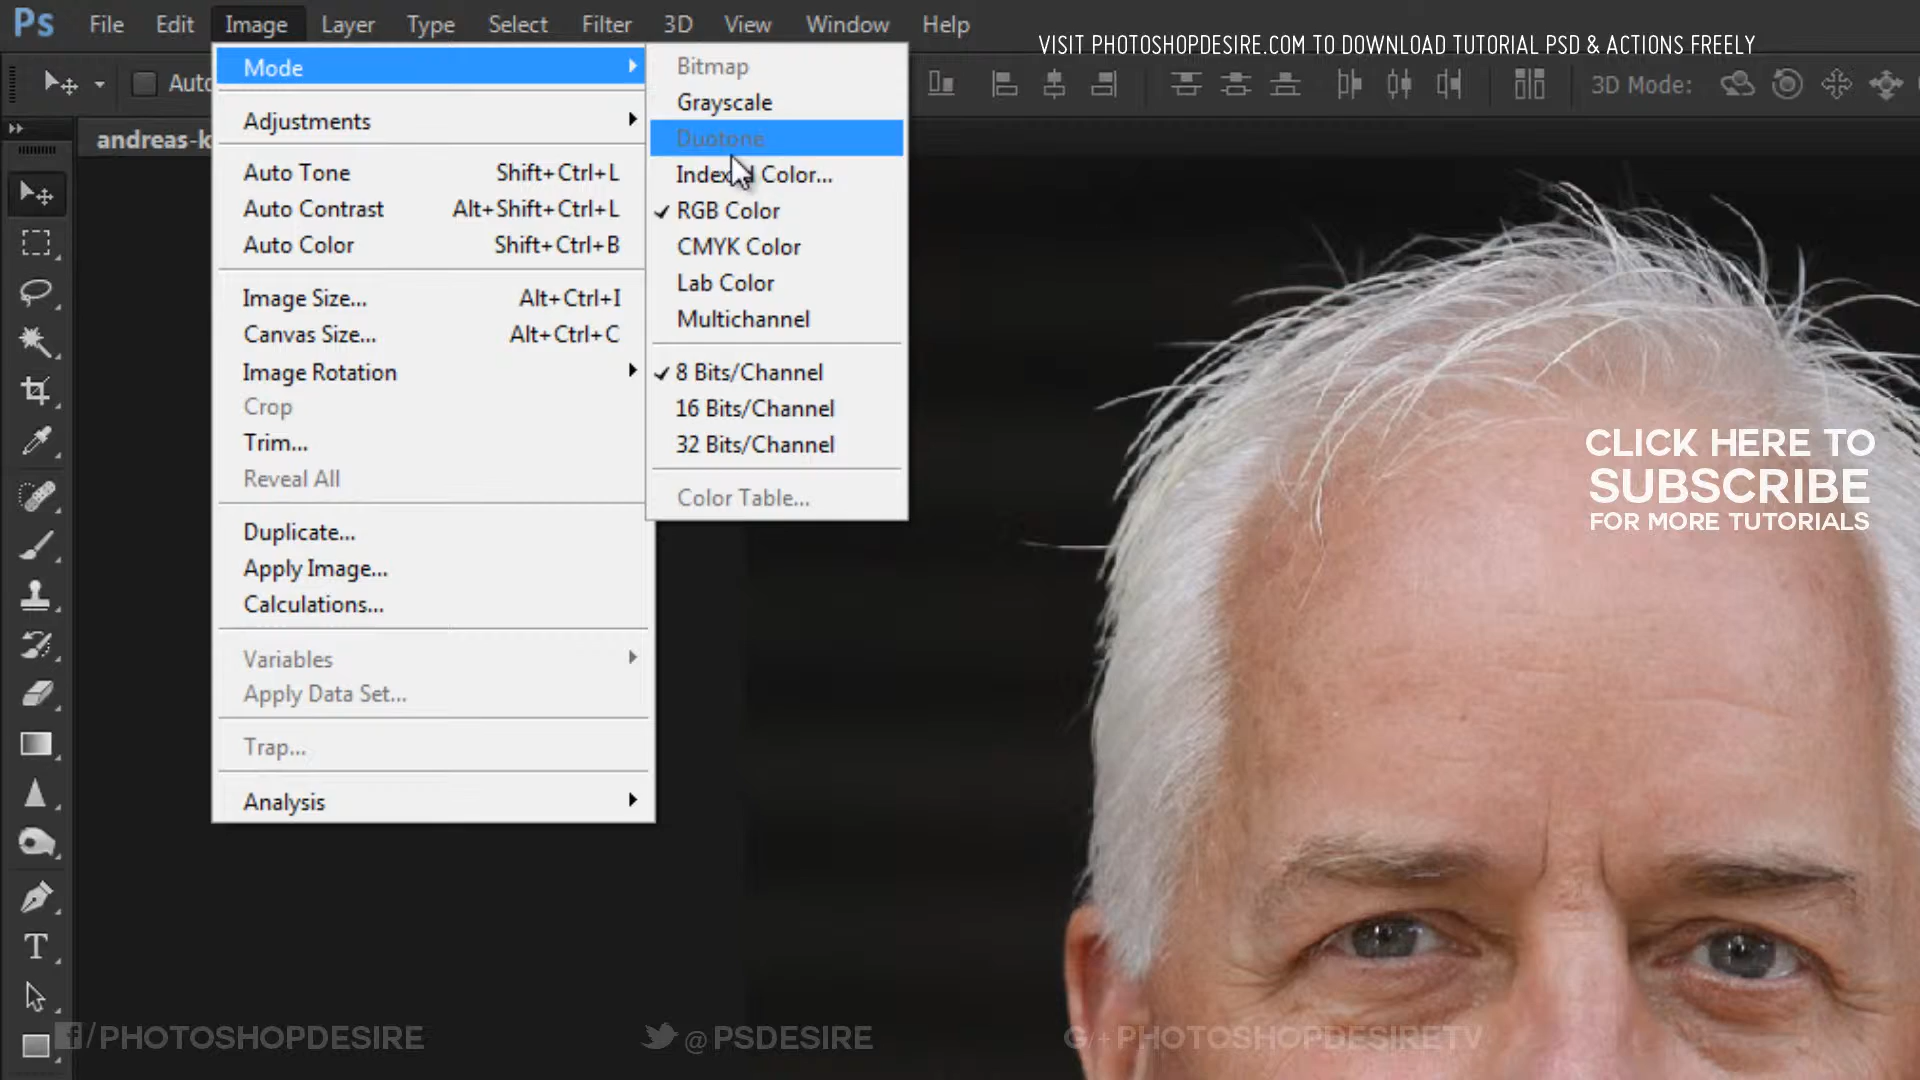 Ps File Edit Image Layer Type Select Filter 3D View Window Help
VISIT PHOTOSHOPDESIRE.COM TO DOWNLOAD TUTORIAL PSD & ACTIONS FREELY
3D Mode:
Mode
Adjustments
Auto Tone Shift+Ctrl+L
Auto Contrast Alt+Shift+Ctrl+L
Auto Color Shift+Ctrl+B
Image Size... Alt+Ctrl+I
Canvas Size... Alt+Ctrl+C
Image Rotation
Crop
Trim...
Reveal All
Duplicate...
Apply Image...
Calculations...
Variables
Apply Data Set...
Trap...
Analysis
Bitmap
Grayscale
Duotone
Color...
RGB Color
CMYK Color
Lab Color
Multichannel
8 Bits/Channel
16 Bits/Channel
32 Bits/Channel
Color Table...
CLICK HERE TO
SUBSCRIBE
FOR MORE TUTORIALS
f/PHOTOSHOPDESIRE
@PSDESIRE
G+/PHOTOSHOPDESIRETV